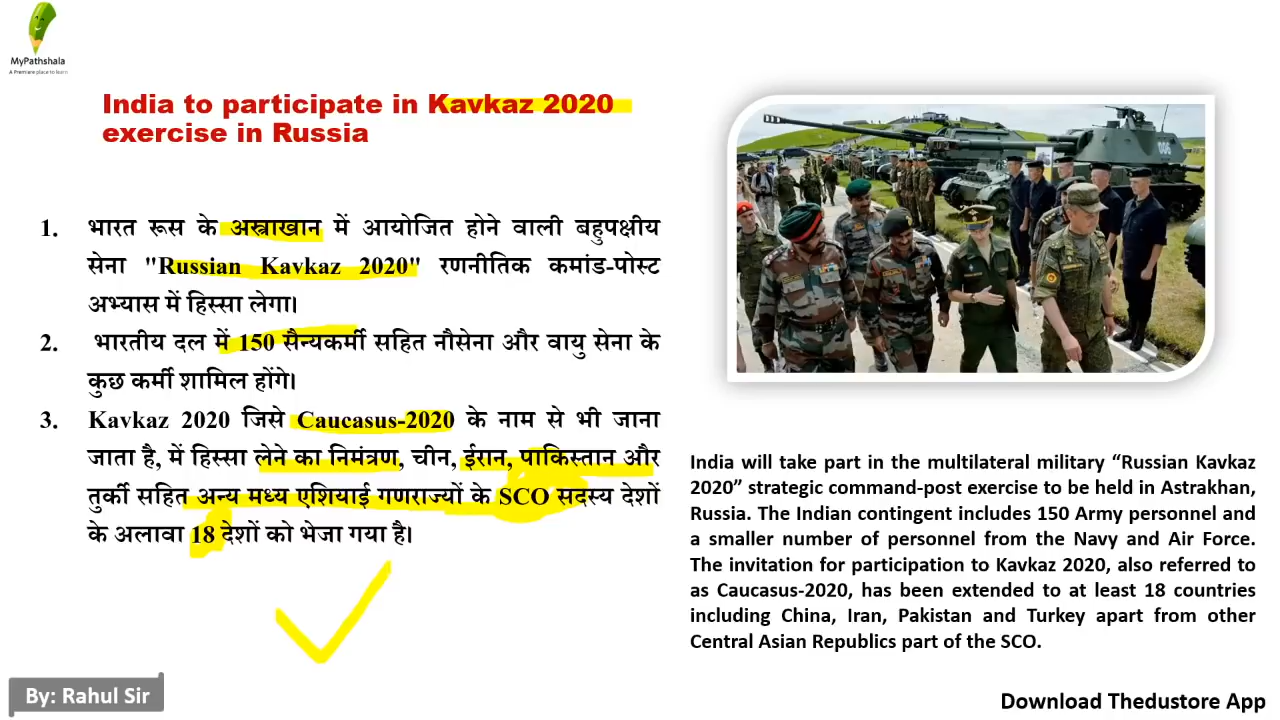 MyPathshala
A Premiere place to learn
India to participate in Kavkaz 2020
exercise in Russia
1. भारत रूस के अस्त्राखान में आयोजित होने वाली बहुपक्षीय
सेना "Russian Kavkaz 2020" रणनीतिक कमांड-पोस्ट
अभ्यास में हिस्सा लेगा।
2. भारतीय दल में 150 सैन्यकर्मी सहित नौसेना और वायु सेना के
कुछ कर्मी शामिल होंगे।
3. Kavkaz 2020 जिसे Caucasus-2020 के नाम से भी जाना
जाता है, में हिस्सा लेने का निमंत्रण, चीन, ईरान, पाकिस्तान और
तुर्की सहित अन्य मध्य एशियाई गणराज्यों के SCO सदस्य देशों
के अलाबा 18 देशों को भेजा गया है।
006
India will take part in the multilateral military “Russian Kavkaz
2020” strategic command-post exercise to be held in Astrakhan,
Russia. The Indian contingent includes 150 Army personnel and
a smaller number of personnel from the Navy and Air Force.
The invitation for participation to Kavkaz 2020, also referred to
as Caucasus-2020, has been extended to at least 18 countries
including China, Iran, Pakistan and Turkey apart from other
Central Asian Republics part of the SCO.
By: Rahul Sir
Download Thedustore App